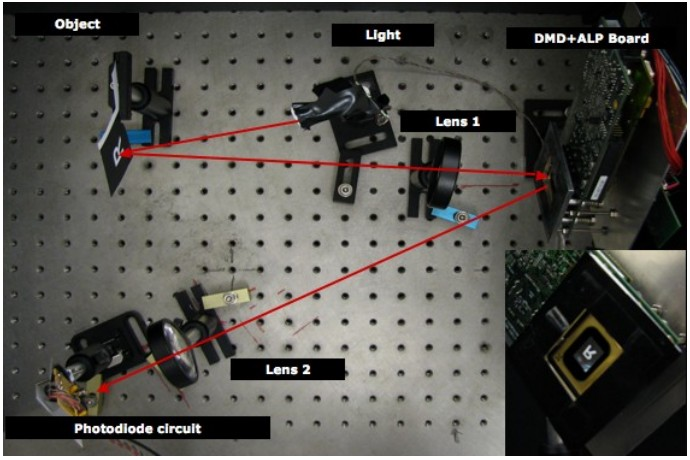 Object
Light
DMD+ALP Board
Lens 1
R
Lens 2
R
Photodiode circuit